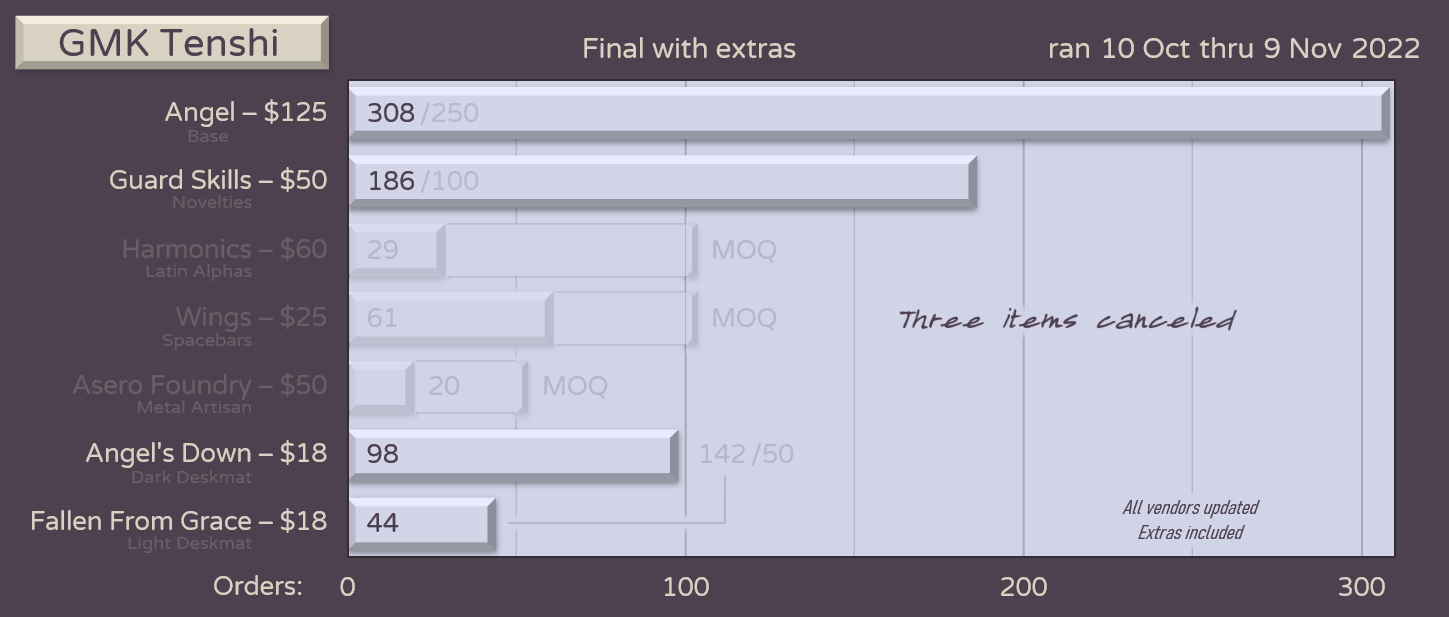 GMK Tenshi
Final with extras
ran 10 Oct thru 9 Nov 2022
Angel – $125
Base
308 /250
Guard Skills – $50
Novelties
186 /100
Harmonics – $60
Latin Alphas
29
MOQ
Wings – $25
Spacebars
61
MOQ
Three items canceled
Asero Foundry – $50
Metal Artisan
20
MOQ
Angel's Down – $18
Dark Deskmat
98
142 /50
Fallen From Grace – $18
Light Deskmat
44
All vendors updated
Extras included
Orders: 0 100 200 300